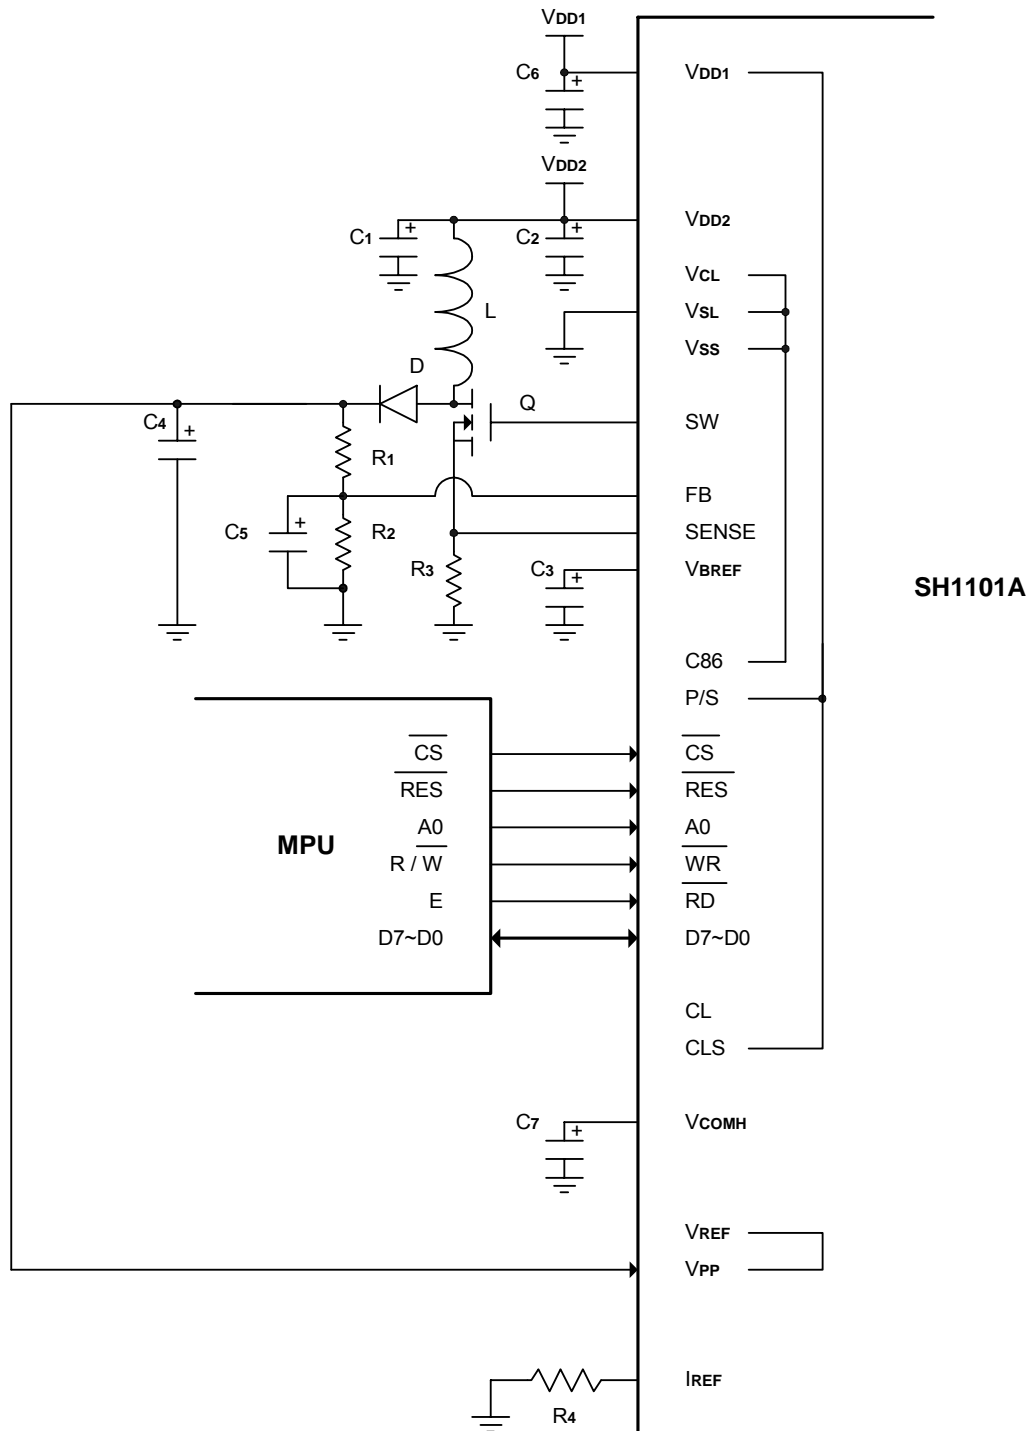 VDD1
C6
VDD1
VDD2
VDD2
C1
C2
VCL
L
VSL
VSS
D
Q
SW
C4
R1
FB
C5
R2
SENSE
R3
C3
VBREF
SH1101A
C86
P/S
CS
CS
RES
RES
MPU
A0
A0
R / W
WR
E
RD
D7~D0
D7~D0
CL
CLS
C7
VCOMH
VREF
VPP
IREF
R4
+
+
+
+
+
+
+